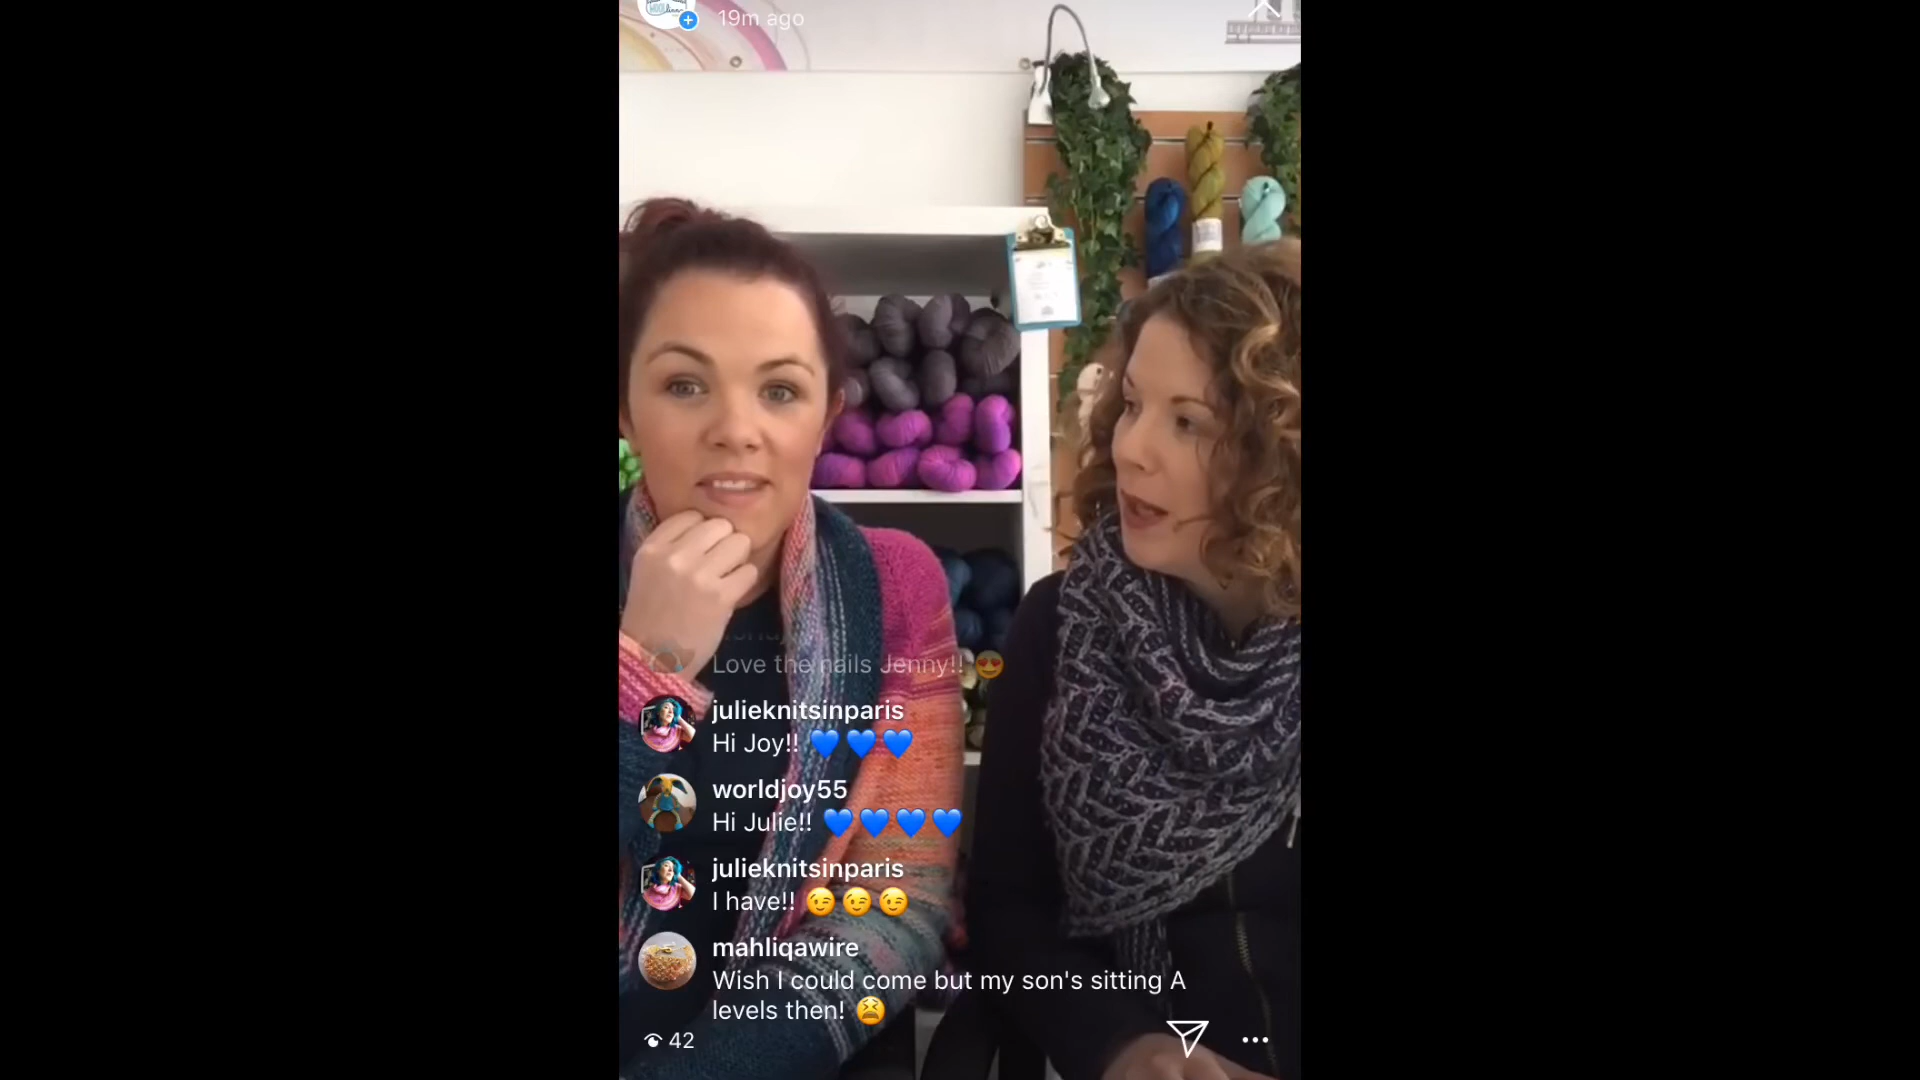 19m ago
Love the nails Jenny!! 😍
julieknitsinparis
Hi Joy!! 💙💙💙
worldjoy55
Hi Julie!! 💙💙💙💙
julieknitsinparis
I have!! 😉😉😉
mahliqawire
Wish I could come but my son's sitting A
levels then! 😫
42